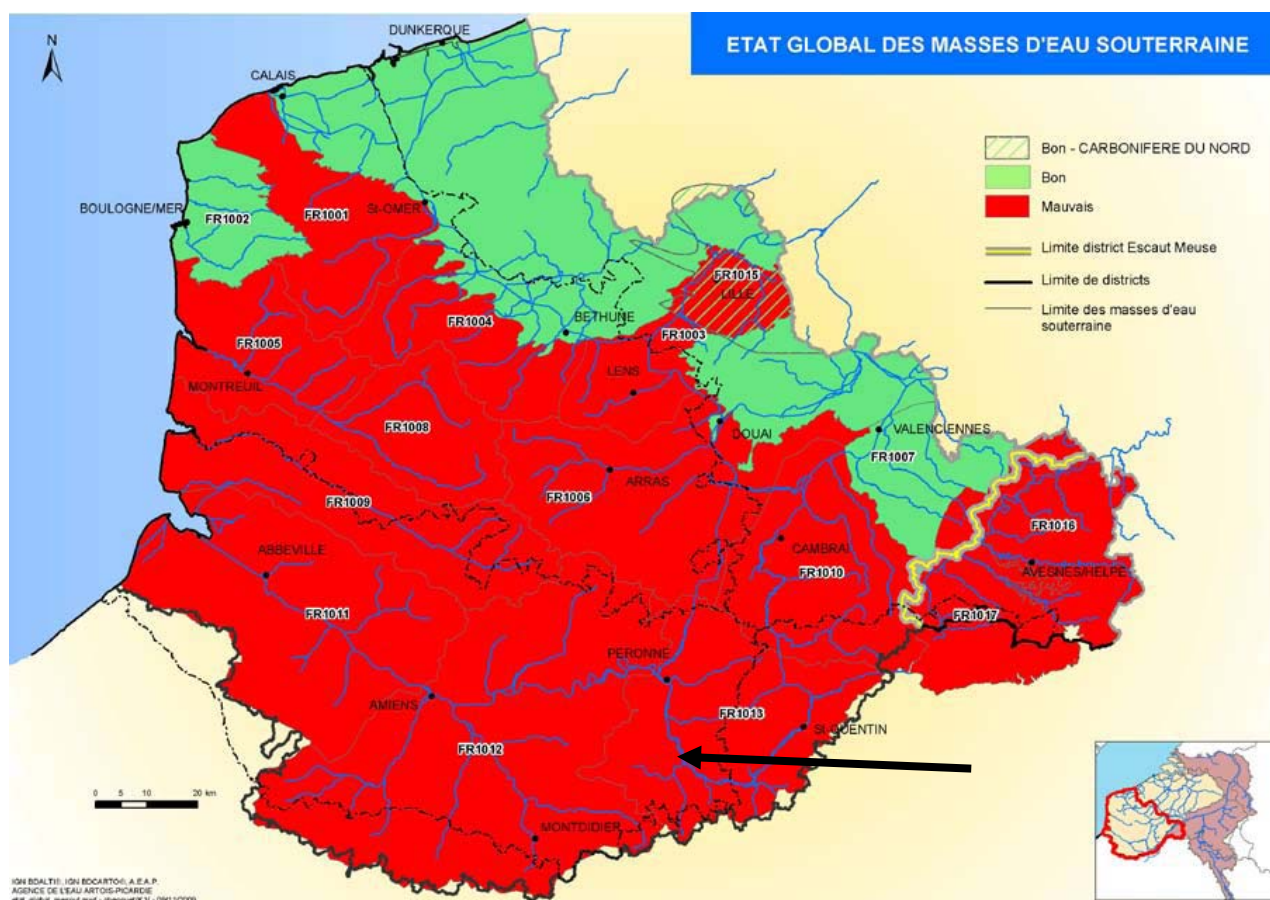 ETAT GLOBAL DES MASSES D'EAU SOUTERRAINE
N
DUNKERQUE
CALAIS
Bon - CARBONIFERE DU NORD
Bon
Mauvais
Limite district Escaut Meuse
Limite de districts
Limite des masses d'eau
souterraine
BOULOGNE/MER
FR1002
FR1001
St-OMER
FR1015
LILLE
FR1004
BETHUNE
FR1003
FR1005
MONTREUIL
LENS
FR1008
DOUAI
VALENCIENNES
FR1007
FR1009
FR1006
ARRAS
FR1016
ABBEVILLE
CAMBRAI
FR1010
AVESNES/HELPE
FR1011
FR1017
PERONNE
AMIENS
FR1013
St-QUENTIN
FR1012
0 5 10 20 km
MONTDIDIER
AGENCE DE L'EAU ARTOIS-PICARDIE